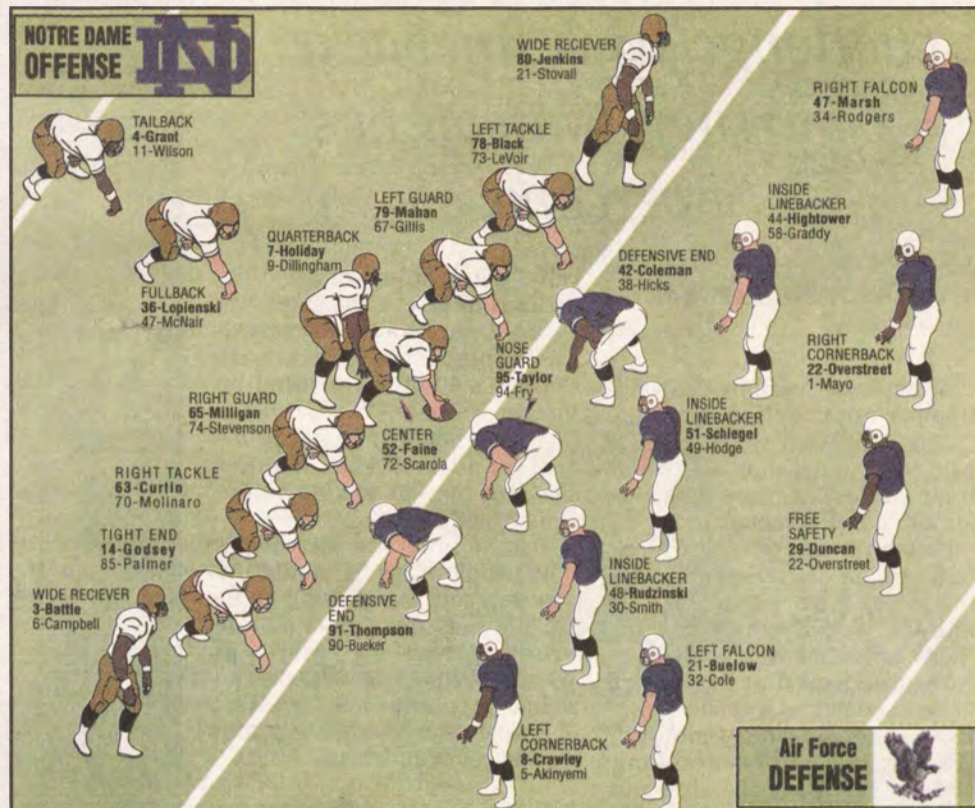 NOTRE DAME
OFFENSE
ND
WIDE RECIEVER
80-Jenkins
21-Stovall
RIGHT FALCON
47-Marsh
34-Rodgers
TAILBACK
4-Grant
11-Wilson
LEFT TACKLE
78-Black
73-LeVoir
LEFT GUARD
79-Mahan
67-Gillis
INSIDE
LINEBACKER
44-Hightower
58-Graddy
QUARTERBACK
7-Holiday
9-Dillingham
DEFENSIVE END
42-Coleman
38-Hicks
FULLBACK
36-Lopienski
47-McNair
NOSE
GUARD
95-Taylor
94-Fry
RIGHT
CORNERBACK
22-Overstreet
1-Mayo
RIGHT GUARD
65-Milligan
74-Stevenson
CENTER
52-Faine
72-Scarola
INSIDE
LINEBACKER
51-Schlegel
49-Hodge
RIGHT TACKLE
63-Curtin
70-Molinaro
FREE
SAFETY
29-Duncan
22-Overstreet
TIGHT END
14-Godsey
85-Palmer
INSIDE
LINEBACKER
48-Rudzinski
30-Smith
WIDE RECIEVER
3-Battle
6-Campbell
DEFENSIVE
END
91-Thompson
90-Bueker
LEFT FALCON
21-Buelow
32-Cole
LEFT
CORNERBACK
8-Crawley
5-Akinyemi
Air Force
DEFENSE